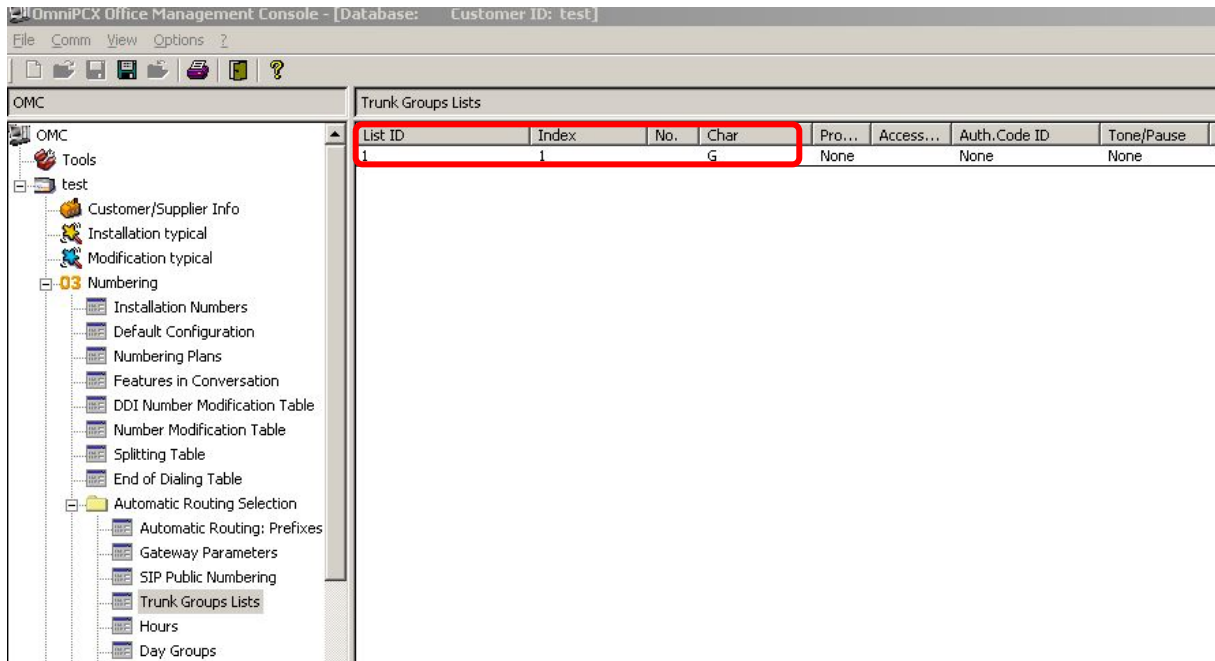 OmniPCX Office Management Console - [Database: Customer ID: test]
File Comm View Options ?
OMC
Trunk Groups Lists
OMC
Tools
test
Customer/Supplier Info
Installation typical
Modification typical
03 Numbering
Installation Numbers
Default Configuration
Numbering Plans
Features in Conversation
DDI Number Modification Table
Number Modification Table
Splitting Table
End of Dialing Table
Automatic Routing Selection
Automatic Routing: Prefixes
Gateway Parameters
SIP Public Numbering
Trunk Groups Lists
Hours
Day Groups
List ID Index No. Char Pro... Access... Auth.Code ID Tone/Pause
1 1 G None None None